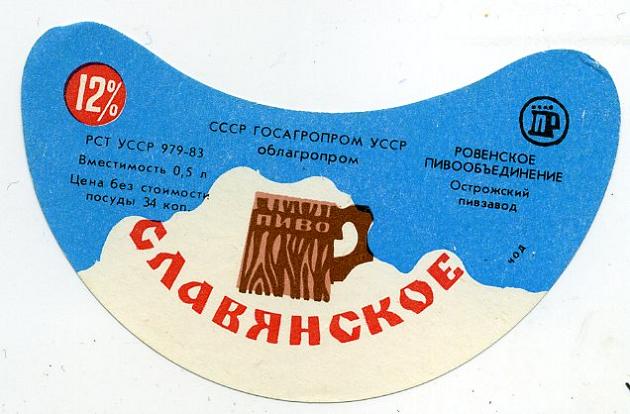 12%
РСТ УССР 979-83
Вместимость 0,5 л
Цена без стоимости
посуды 34 коп.
СССР ГОСАГРОПРОМ УССР
облагропром
РОВЕНСКОЕ
ПИВООБЪЕДИНЕНИЕ
Острожский
пивзавод
ПИВО
СЛАВЯНСКОЕ